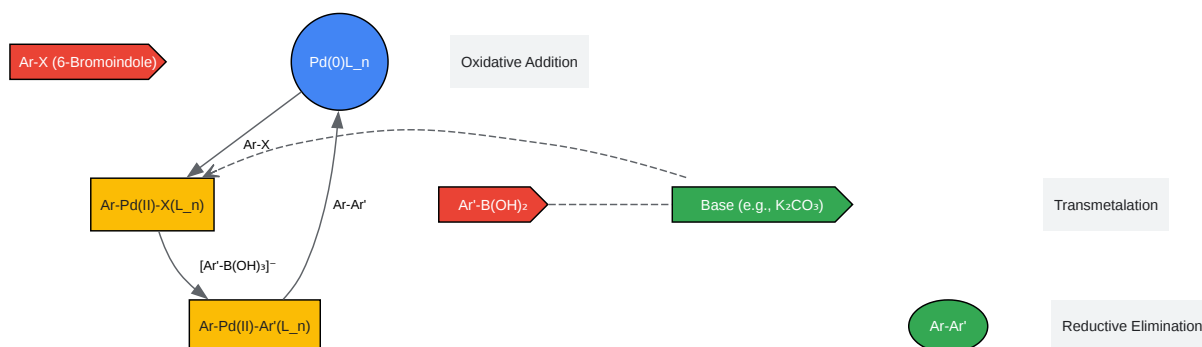 Ar-X (6-Bromoindole)
Pd(0)L_n
Oxidative Addition
Ar-X
Ar-Pd(II)-X(L_n)
Ar-Ar'
Ar'-B(OH)₂
Base (e.g., K₂CO₃)
Transmetalation
[Ar'-B(OH)₃]⁻
Ar-Pd(II)-Ar'(L_n)
Ar-Ar'
Reductive Elimination